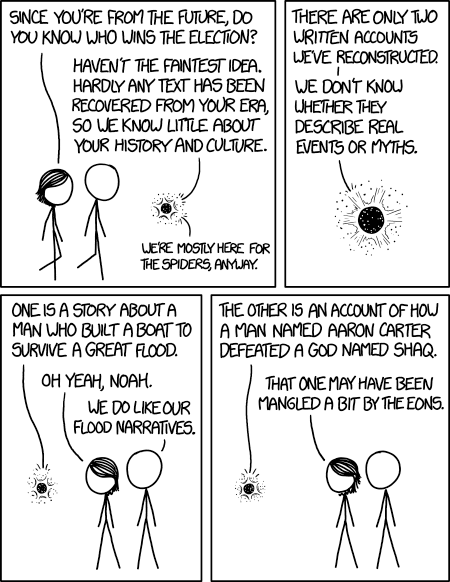 SINCE YOU'RE FROM THE FUTURE, DO
YOU KNOW WHO WINS THE ELECTION?
HAVEN'T THE FAINTEST IDEA.
HARDLY ANY TEXT HAS BEEN
RECOVERED FROM YOUR ERA,
SO WE KNOW LITTLE ABOUT
YOUR HISTORY AND CULTURE.
WE'RE MOSTLY HERE FOR
THE SPIDERS, ANYWAY.
THERE ARE ONLY TWO
WRITTEN ACCOUNTS
WE'VE RECONSTRUCTED.
WE DON'T KNOW
WHETHER THEY
DESCRIBE REAL
EVENTS OR MYTHS.
ONE IS A STORY ABOUT A
MAN WHO BUILT A BOAT TO
SURVIVE A GREAT FLOOD.
OH YEAH, NOAH.
WE DO LIKE OUR
FLOOD NARRATIVES.
THE OTHER IS AN ACCOUNT OF HOW
A MAN NAMED AARON CARTER
DEFEATED A GOD NAMED SHAQ.
THAT ONE MAY HAVE BEEN
MANGLED A BIT BY THE EONS.